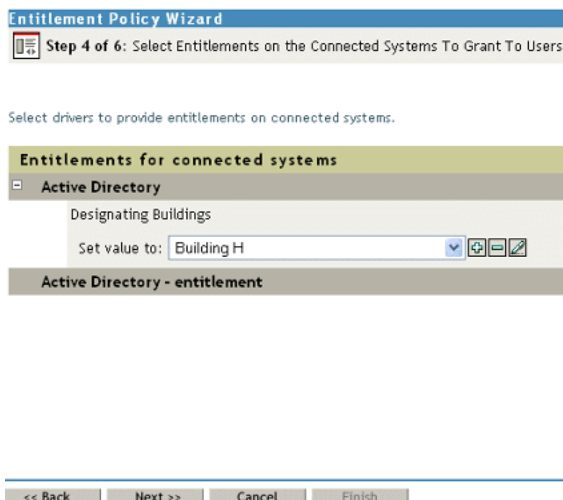 Entitlement Policy Wizard
Step 4 of 6: Select Entitlements on the Connected Systems To Grant To Users
Select drivers to provide entitlements on connected systems.
Entitlements for connected systems
Active Directory
Designating Buildings
Set value to: Building H
Active Directory - entitlement
<< Back Next >> Cancel Finish